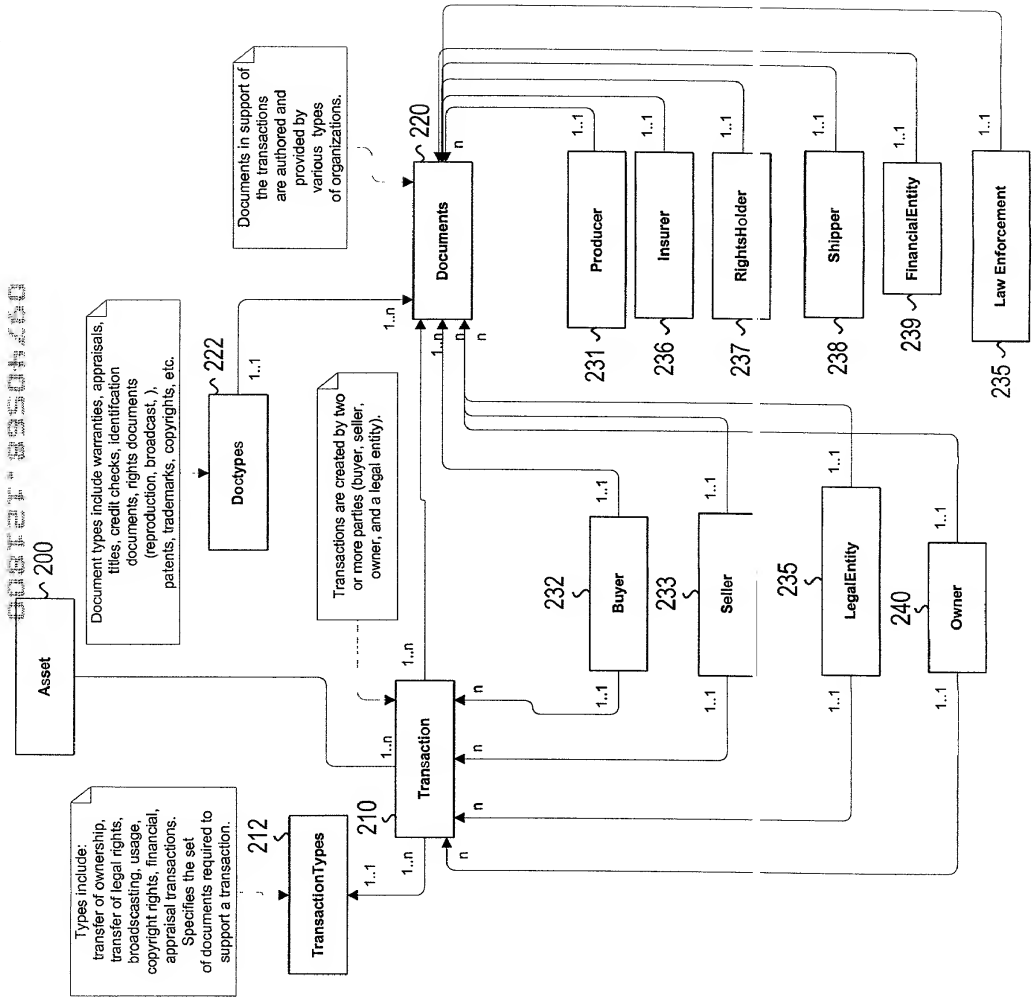 Asset
200
Types include:
transfer of ownership,
transfer of legal rights,
broadscasting, usage,
copyright rights, financial,
appraisal transactions.
Specifies the set
of documents required to
support a transaction.
Document types include warranties, appraisals,
titles, credit checks, identifcation
documents, rights documents
(reproduction, broadcast, ),
patents, trademarks, copyrights, etc.
Documents in support of
the transactions
are authored and
provided by
various types
of organizations.
212
TransactionTypes
1..1
1..n
210
Transaction
1..n
1..n
n
n
n
n
Transactions are created by two
or more parties (buyer, seller,
owner, and a legal entity).
222
Doctypes
1..1
1..n
220
Documents
1..n
n
n
n
232
Buyer
1..1
1..1
233
Seller
1..1
1..1
235
LegalEntity
1..1
1..1
240
Owner
1..1
1..1
231
Producer
1..1
236
Insurer
1..1
237
RightsHolder
1..1
238
Shipper
1..1
239
FinancialEntity
1..1
235
Law Enforcement
1..1